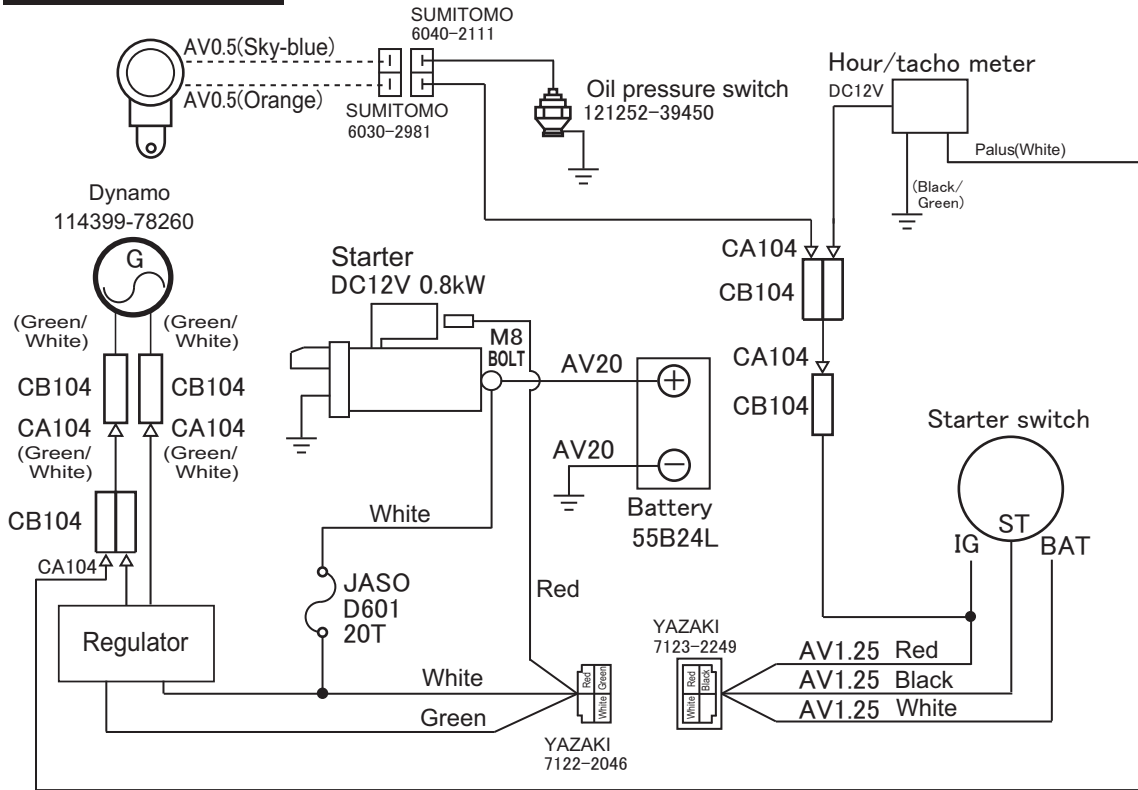 SUMITOMO
6040-2111
AV0.5(Sky-blue)
AV0.5(Orange)
SUMITOMO
6030-2981
Oil pressure switch
121252-39450
Hour/tacho meter
DC12V
Palus(White)
(Black/
Green)
Dynamo
114399-78260
G
(Green/
White)
(Green/
White)
CB104
CB104
CA104
CA104
(Green/
White)
(Green/
White)
CB104
CA104
Regulator
Starter
DC12V 0.8kW
M8
BOLT
AV20
AV20
Battery
55B24L
White
JASO
D601
20T
Red
White
Green
Red
Green
White
YAZAKI
7122-2046
CA104
CB104
CA104
CB104
Starter switch
ST
IG
BAT
YAZAKI
7123-2249
Red
Black
White
AV1.25 Red
AV1.25 Black
AV1.25 White